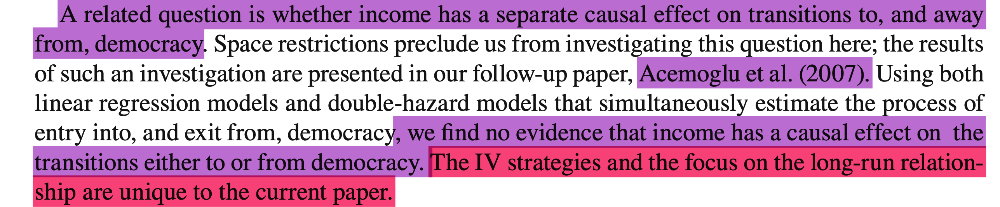 A related question is whether income has a separate causal effect on transitions to, and away
from, democracy. Space restrictions preclude us from investigating this question here; the results
of such an investigation are presented in our follow-up paper, Acemoglu et al. (2007). Using both
linear regression models and double-hazard models that simultaneously estimate the process of
entry into, and exit from, democracy, we find no evidence that income has a causal effect on  the
transitions either to or from democracy. The IV strategies and the focus on the long-run relation-
ship are unique to the current paper.